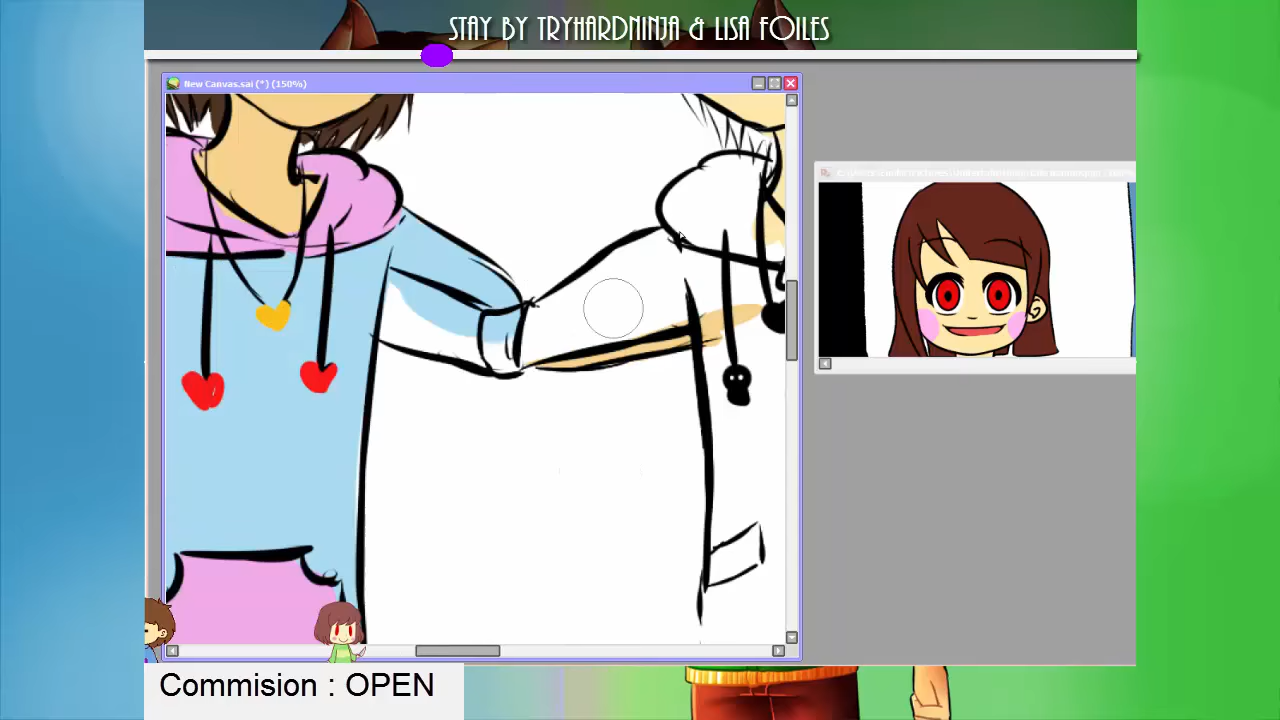 STAY BY TRYHARDNINJA & LISA FOILES
New Canvas.sai (*) (150%)
Commision : OPEN